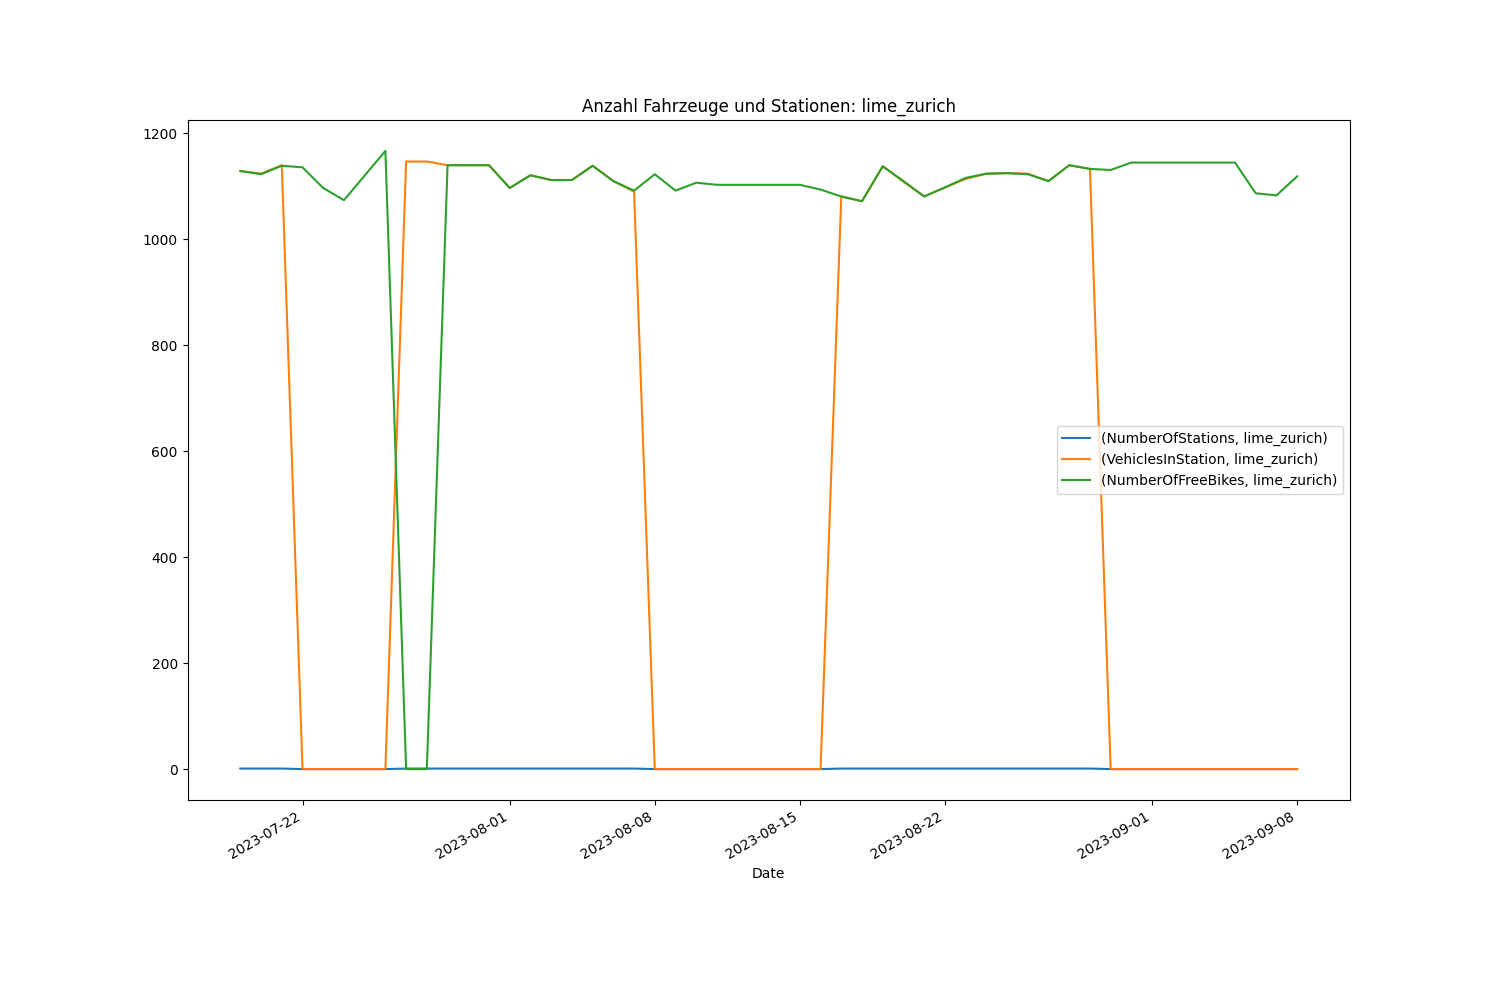 Anzahl Fahrzeuge und Stationen: lime_zurich
1200
1000
800
600
400
200
0
(NumberOfStations, lime_zurich)
(VehiclesInStation, lime_zurich)
(NumberOfFreeBikes, lime_zurich)
2023-07-22
2023-08-01
2023-08-08
2023-08-15
2023-08-22
2023-09-01
2023-09-08
Date